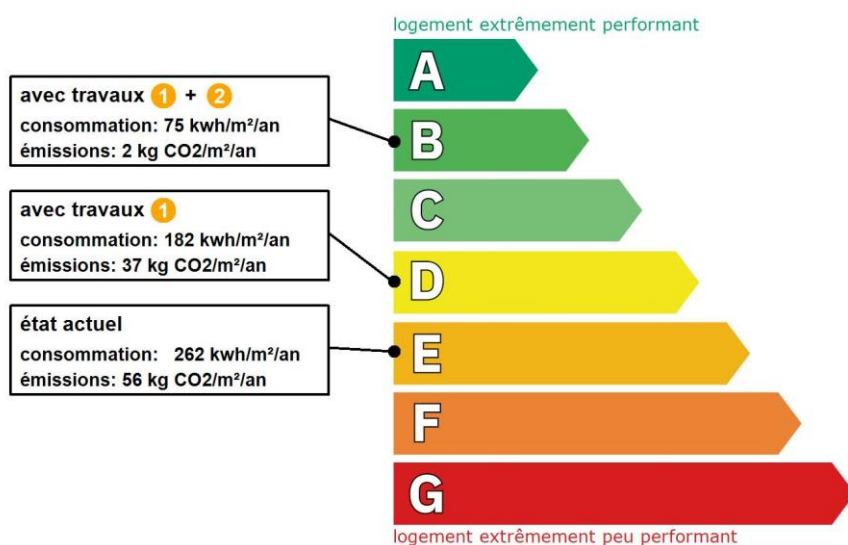 logement extrêmement performant
A
avec travaux 1 + 2
consommation: 75 kwh/m²/an
émissions: 2 kg CO2/m²/an
B
avec travaux 1
consommation: 182 kwh/m²/an
émissions: 37 kg CO2/m²/an
C
D
état actuel
consommation: 262 kwh/m²/an
émissions: 56 kg CO2/m²/an
E
F
G
logement extrêmement peu performant